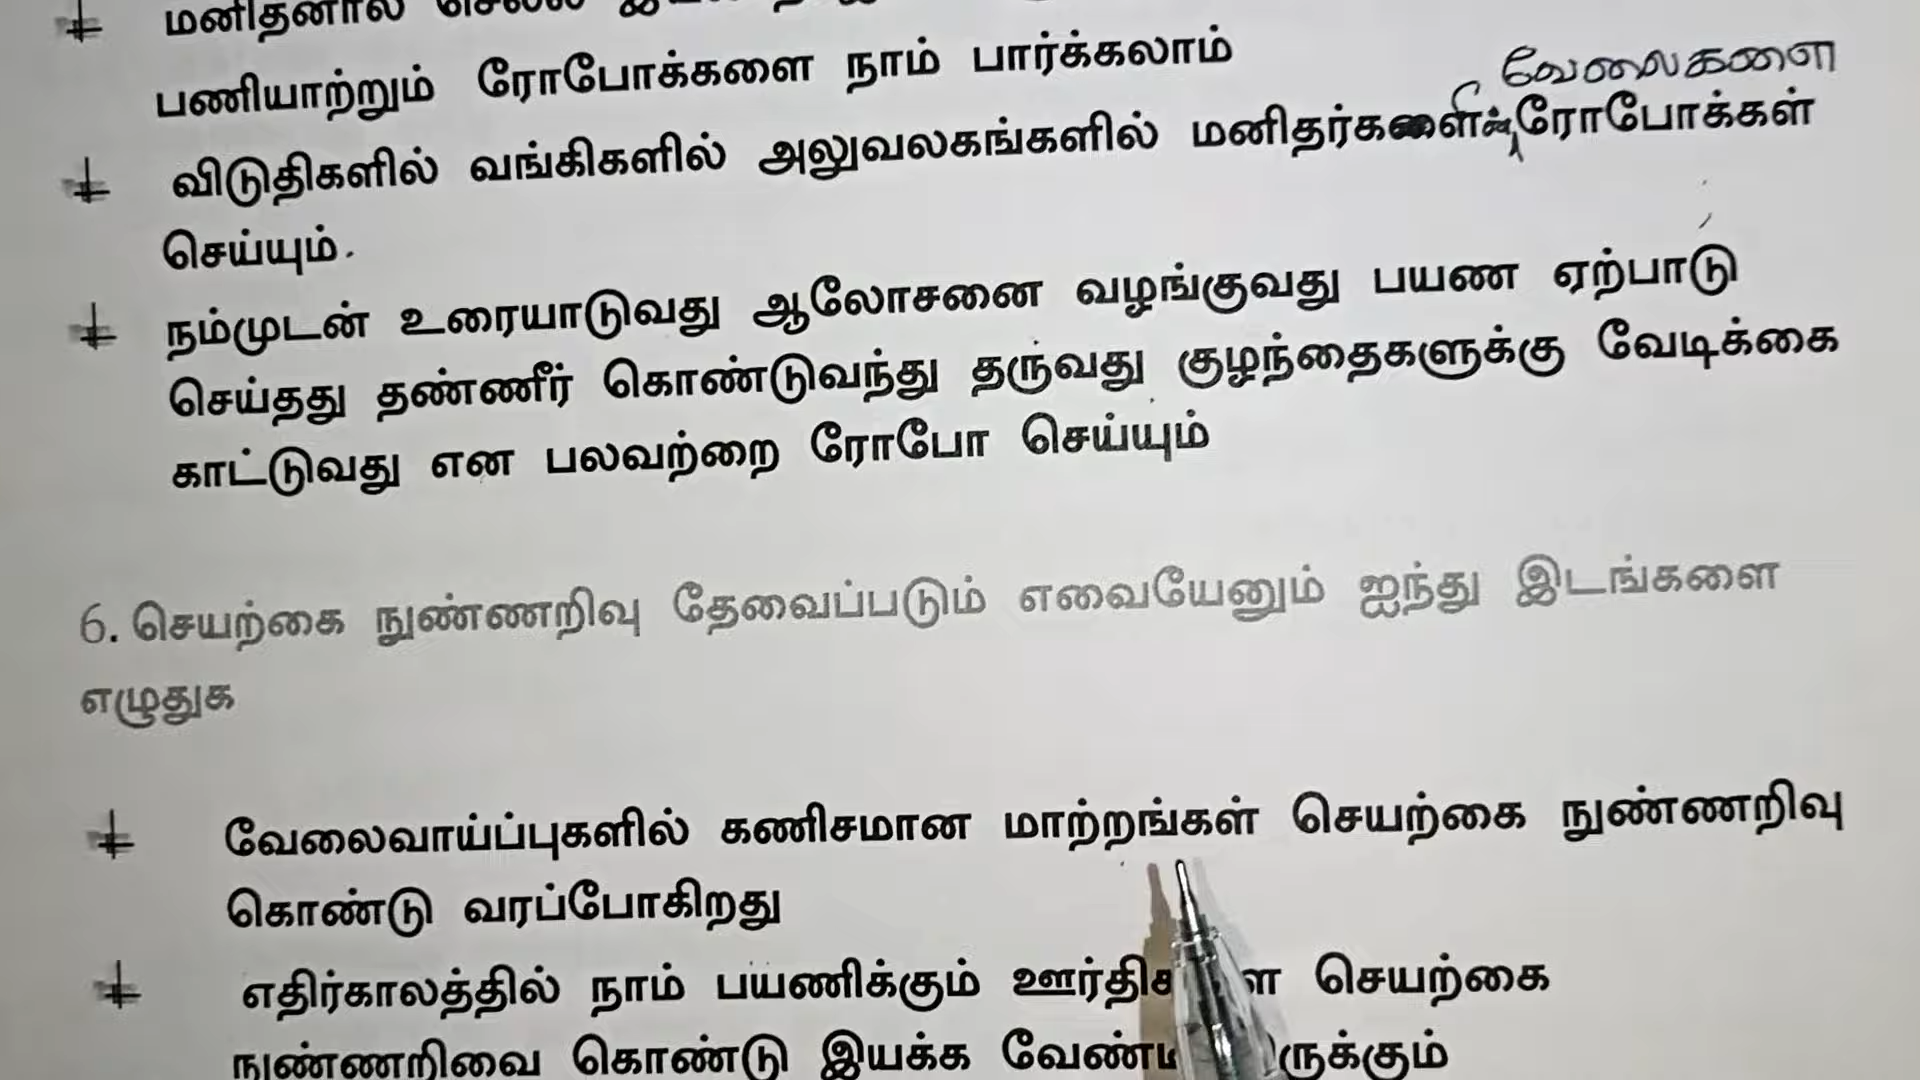 மனிதனால் செல்ல
பணியாற்றும் ரோபோக்களை நாம் பார்க்கலாம்
வேலைகளை
விடுதிகளில் வங்கிகளில் அலுவலகங்களில் ரோபோக்கள்
செய்யும்.
நம்முடன் உரையாடுவது ஆலோசனை வழங்குவது பயண ஏற்பாடு
செய்தது தண்ணீர் கொண்டுவந்து தருவது குழந்தைகளுக்கு வேடிக்கை
காட்டுவது என பலவற்றை ரோபோ செய்யும்
6. செயற்கை நுண்ணறிவு தேவைப்படும் எவையேனும் ஐந்து இடங்களை
எழுதுக
வேலைவாய்ப்புகளில் கணிசமான மாற்றங்கள் செயற்கை நுண்ணறிவு
கொண்டு வரப்போகிறது
எதிர்காலத்தில் நாம் பயணிக்கும் செயற்கை
நுண்ணறிவை கொண்டு இயக்க